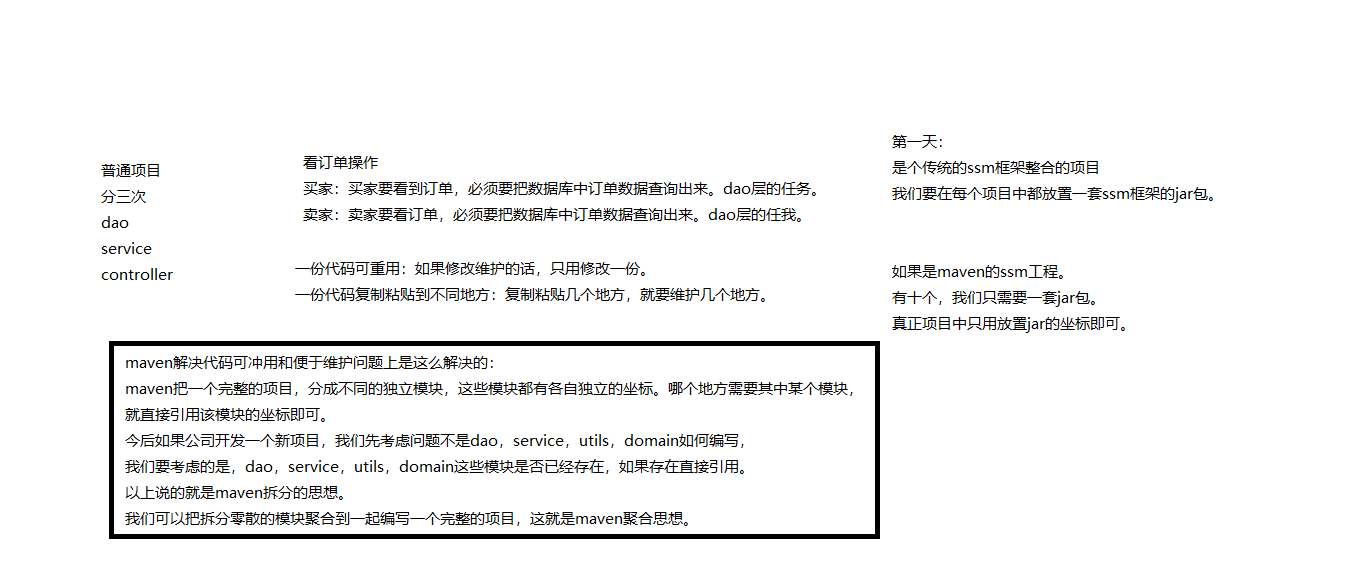 普通项目
分三次
dao
service
controller
看订单操作
买家：买家要看到订单，必须要把数据库中订单数据查询出来。dao层的任务。
卖家：卖家要看订单，必须要把数据库中订单数据查询出来。dao层的任我。
一份代码可重用：如果修改维护的话，只用修改一份。
一份代码复制粘贴到不同地方：复制粘贴几个地方，就要维护几个地方。
第一天：
是个传统的ssm框架整合的项目
我们要在每个项目中都放置一套ssm框架的jar包。
如果是maven的ssm工程。
有十个，我们只需要一套jar包。
真正项目中只用放置jar的坐标即可。
maven解决代码可冲用和便于维护问题上是这么解决的：
maven把一个完整的项目，分成不同的独立模块，这些模块都有各自独立的坐标。哪个地方需要其中某个模块，
就直接引用该模块的坐标即可。
今后如果公司开发一个新项目，我们先考虑问题不是dao，service，utils，domain如何编写，
我们要考虑的是，dao，service，utils，domain这些模块是否已经存在，如果存在直接引用。
以上说的就是maven拆分的思想。
我们可以把拆分零散的模块聚合到一起编写一个完整的项目，这就是maven聚合思想。